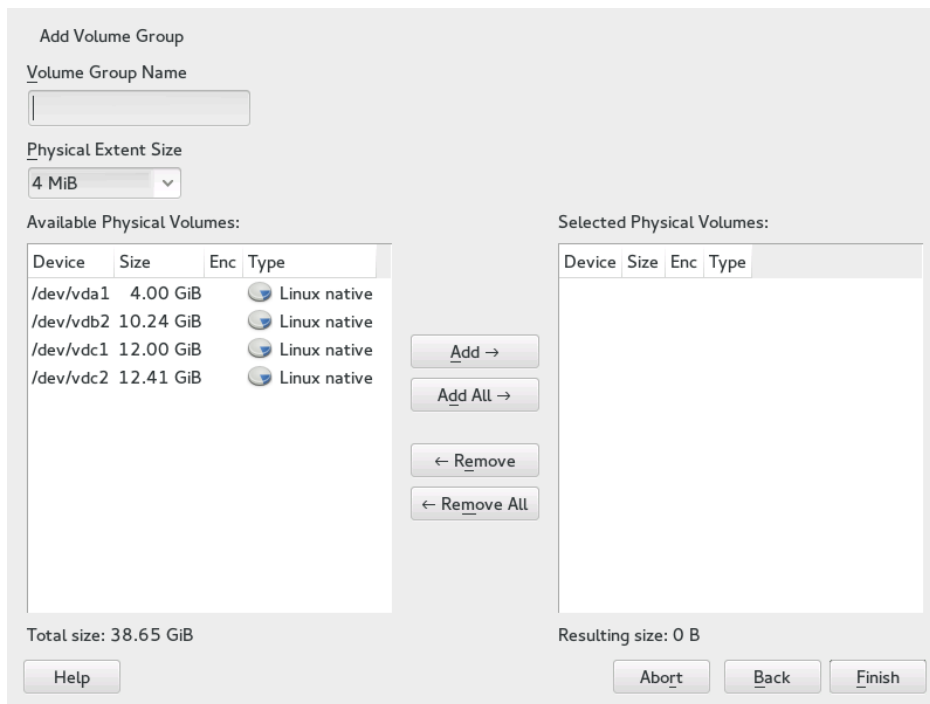 Add Volume Group
Volume Group Name
Physical Extent Size
4 MiB
Available Physical Volumes:
Device Size Enc Type
/dev/vda1 4.00 GiB Linux native
/dev/vdb2 10.24 GiB Linux native
/dev/vdc1 12.00 GiB Linux native
/dev/vdc2 12.41 GiB Linux native
Total size: 38.65 GiB
Add →
Add All →
← Remove
← Remove All
Selected Physical Volumes:
Device Size Enc Type
Resulting size: 0 B
Help
Abort
Back
Finish